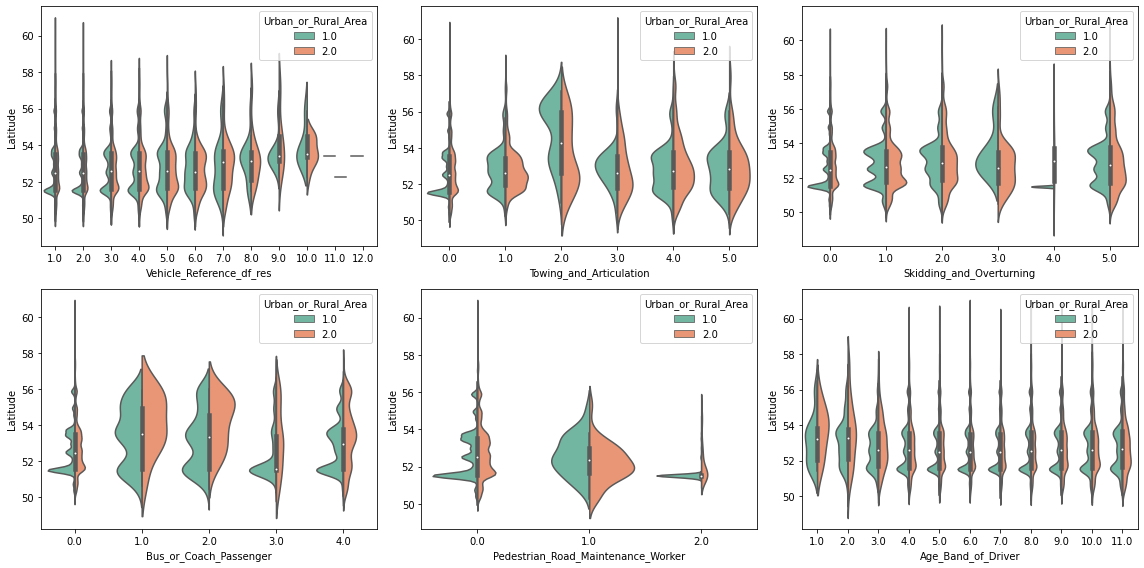 Urban_or_Rural_Area
1.0
2.0
Latitude
60
58
56
54
52
50
1.0 2.0 3.0 4.0 5.0 6.0 7.0 8.0 9.0 10.0 11.0 12.0
Vehicle_Reference_df_res
Urban_or_Rural_Area
1.0
2.0
Latitude
60
58
56
54
52
50
0.0 1.0 2.0 3.0 4.0 5.0
Towing_and_Articulation
Urban_or_Rural_Area
1.0
2.0
Latitude
60
58
56
54
52
50
0.0 1.0 2.0 3.0 4.0 5.0
Skidding_and_Overturning
Urban_or_Rural_Area
1.0
2.0
Latitude
60
58
56
54
52
50
0.0 1.0 2.0 3.0 4.0
Bus_or_Coach_Passenger
Urban_or_Rural_Area
1.0
2.0
Latitude
60
58
56
54
52
50
0.0 1.0 2.0
Pedestrian_Road_Maintenance_Worker
Urban_or_Rural_Area
1.0
2.0
Latitude
60
58
56
54
52
50
1.0 2.0 3.0 4.0 5.0 6.0 7.0 8.0 9.0 10.0 11.0
Age_Band_of_Driver